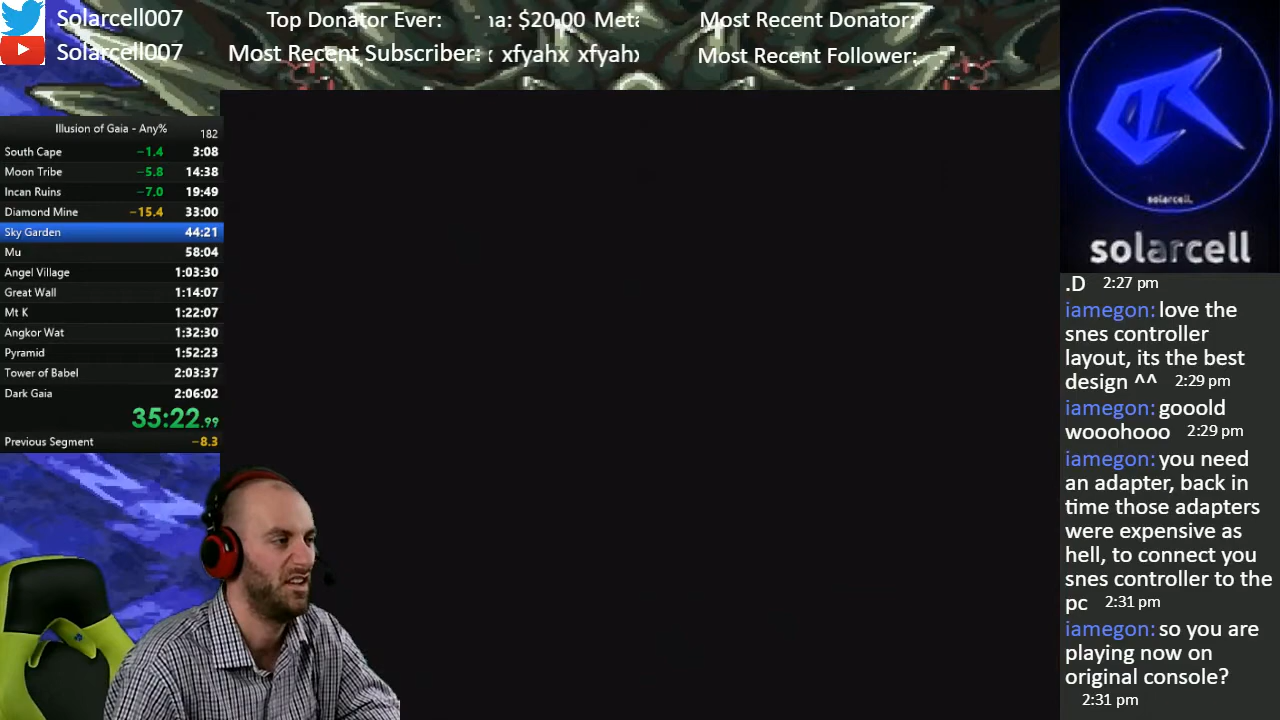 Solarcell007
Solarcell007
Top Donator Ever:
$20.00
Most Recent Subscriber:
xfyahx xfyah
Most Recent Donator:
Most Recent Follower:
Illusion of Gaia - Any%
182
South Cape -1.4 3:08
Moon Tribe -5.8 14:38
Incan Ruins -7.0 19:49
Diamond Mine -15.4 33:00
Sky Garden 44:21
Mu 58:04
Angel Village 1:03:30
Great Wall 1:14:07
Mt K 1:22:07
Angkor Wat 1:32:30
Pyramid 1:52:23
Tower of Babel 2:03:37
Dark Gaia 2:06:02
35:22.99
Previous Segment -8.3
solarcell
solarcell
.D 2:27 pm
iamegon: love the
snes controller
layout, its the best
design ^^ 2:29 pm
iamegon: gooold
wooohooo 2:29 pm
iamegon: you need
an adapter, back in
time those adapters
were expensive as
hell, to connect you
snes controller to the
pc 2:31 pm
iamegon: so you are
playing now on
original console?
2:31 pm